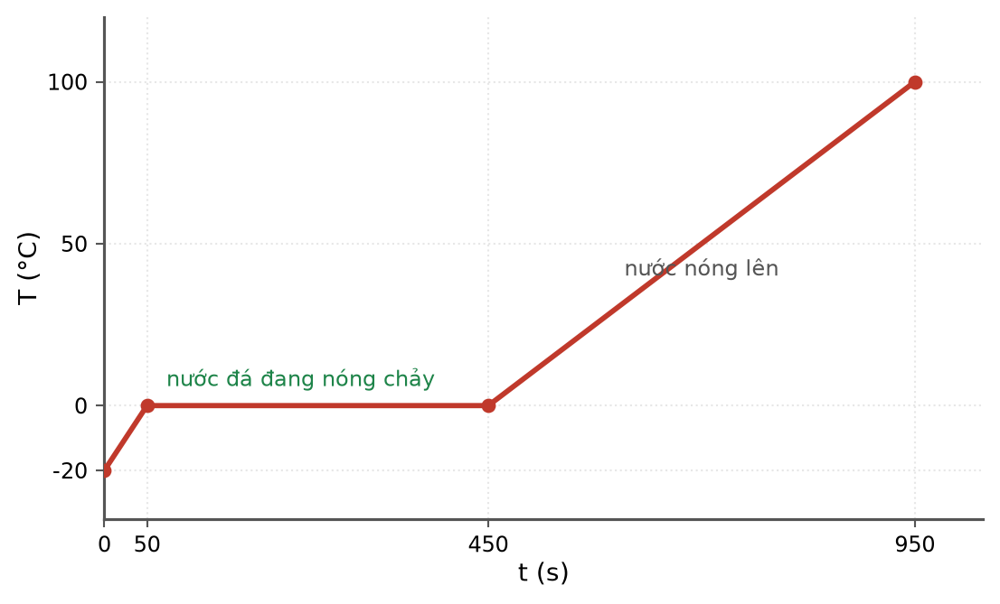 100
50
0
-20
T (°C)
nước đá đang nóng chảy
nước nóng lên
0 50 450 950
t (s)